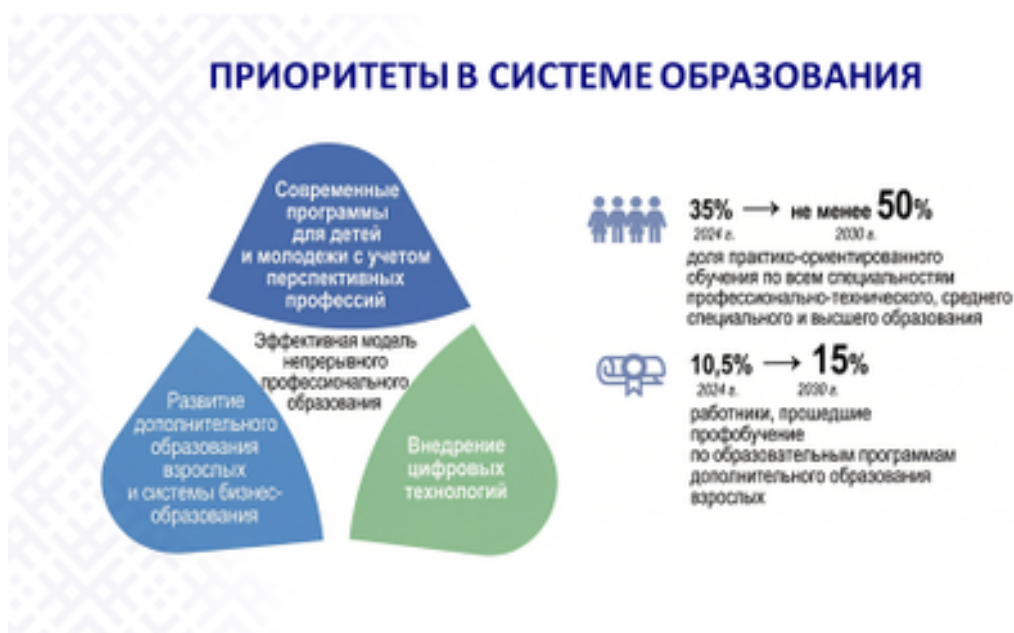 ПРИОРИТЕТЫ В СИСТЕМЕ ОБРАЗОВАНИЯ
Современные
программы
для детей
и молодежи с учетом
перспективных
профессий
Эффективная модель
непрерывного
профессионального
образования
Развитие
дополнительного
образования
взрослых
и системы бизнес-
образования
Внедрение
цифровых
технологий
35% → не менее 50%
2024 г. 2030 г.
доля практико-ориентированного
обучения по всем специальностям
профессионально-технического, среднего
специального и высшего образования
10,5% → 15%
2024 г. 2030 г.
работники, прошедшие
профобучение
по образовательным программам
дополнительного образования
взрослых